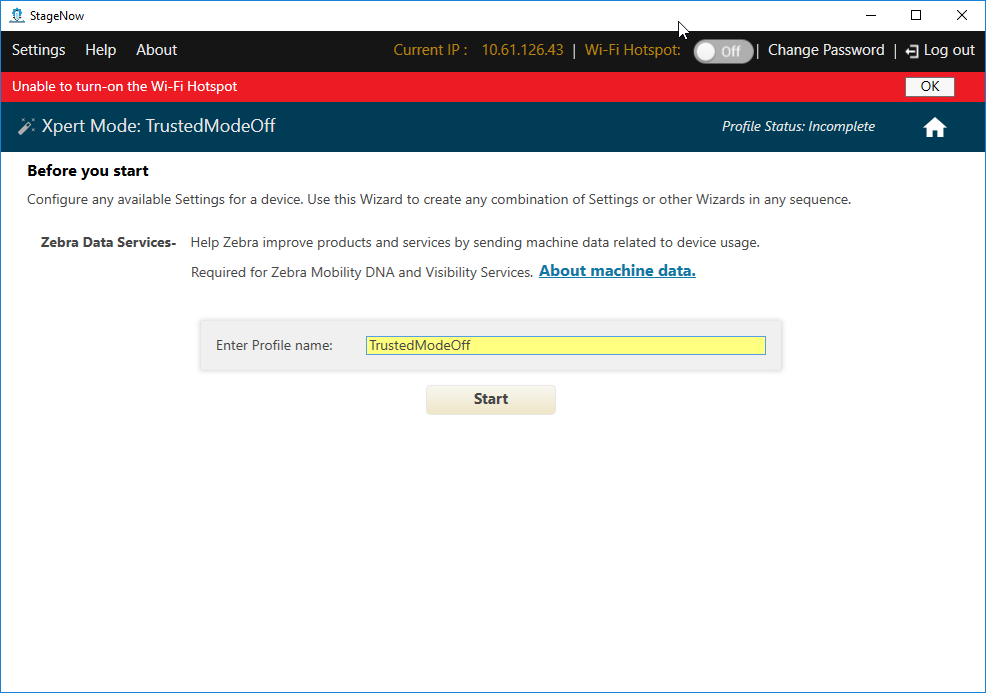 StageNow
Settings Help About Current IP : 10.61.126.43 | Wi-Fi Hotspot: Off | Change Password | Log out
Unable to turn-on the Wi-Fi Hotspot OK
Xpert Mode: TrustedModeOff Profile Status: Incomplete
Before you start
Configure any available Settings for a device. Use this Wizard to create any combination of Settings or other Wizards in any sequence.
Zebra Data Services- Help Zebra improve products and services by sending machine data related to device usage.
Required for Zebra Mobility DNA and Visibility Services. About machine data.
Enter Profile name: TrustedModeOff
Start